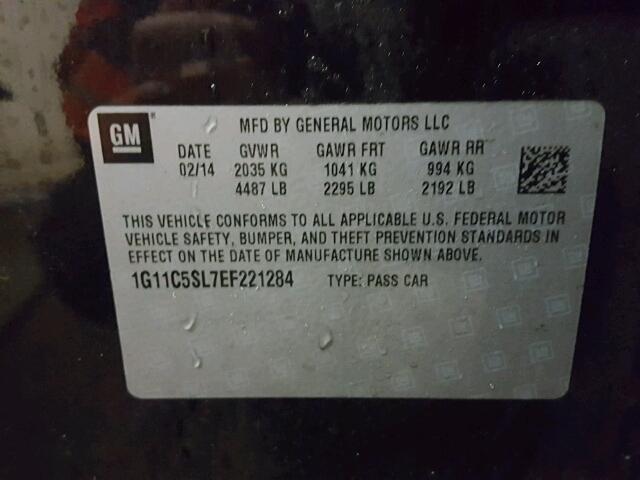 GM
MFD BY GENERAL MOTORS LLC
DATE GVWR GAWR FRT GAWR RR
02/14 2035 KG 1041 KG 994 KG
4487 LB 2295 LB 2192 LB
THIS VEHICLE CONFORMS TO ALL APPLICABLE U.S. FEDERAL MOTOR
VEHICLE SAFETY, BUMPER, AND THEFT PREVENTION STANDARDS IN
EFFECT ON THE DATE OF MANUFACTURE SHOWN ABOVE.
1G11C5SL7EF221284 TYPE: PASS CAR